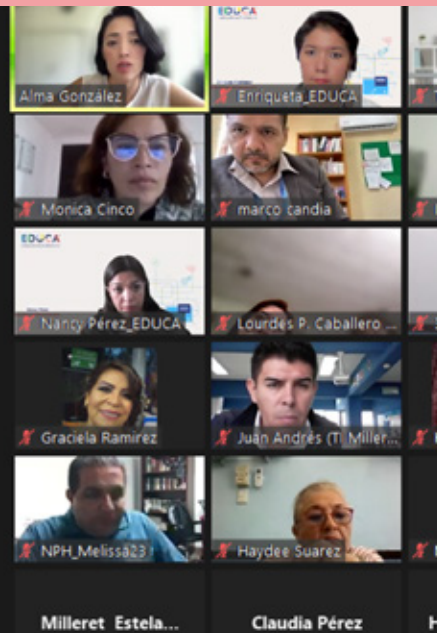 EDUCA
Alma González
Enriqueta_EDUCA
Monica Cinco
marco candia
EDUCA
Nancy Pérez_EDUCA
Lourdes P. Caballero ...
Graciela Ramirez
Juan Andrés (TI Miller...
NPH_Melissa23
Haydee Suarez
Milleret Estela...
Claudia Pérez